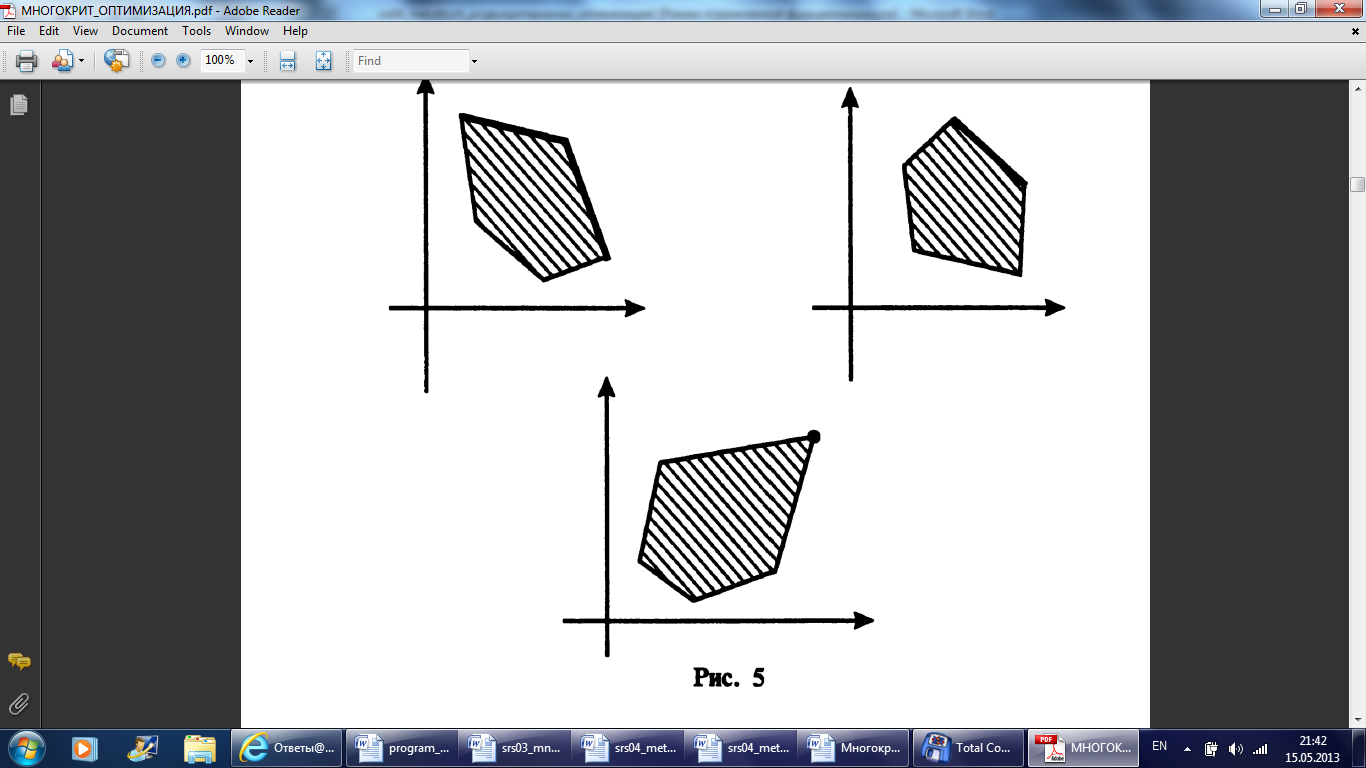 МНОГОКРИТ_ОПТИМИЗАЦИЯ.pdf - Adobe Reader
File Edit View Document Tools Window Help
100% Find
Рис. 5
Ответы@... program_... srs03_mn... srs04_met... srs04_met... Многокр... Total Co... МНОГОК... EN 21:42
15.05.2013